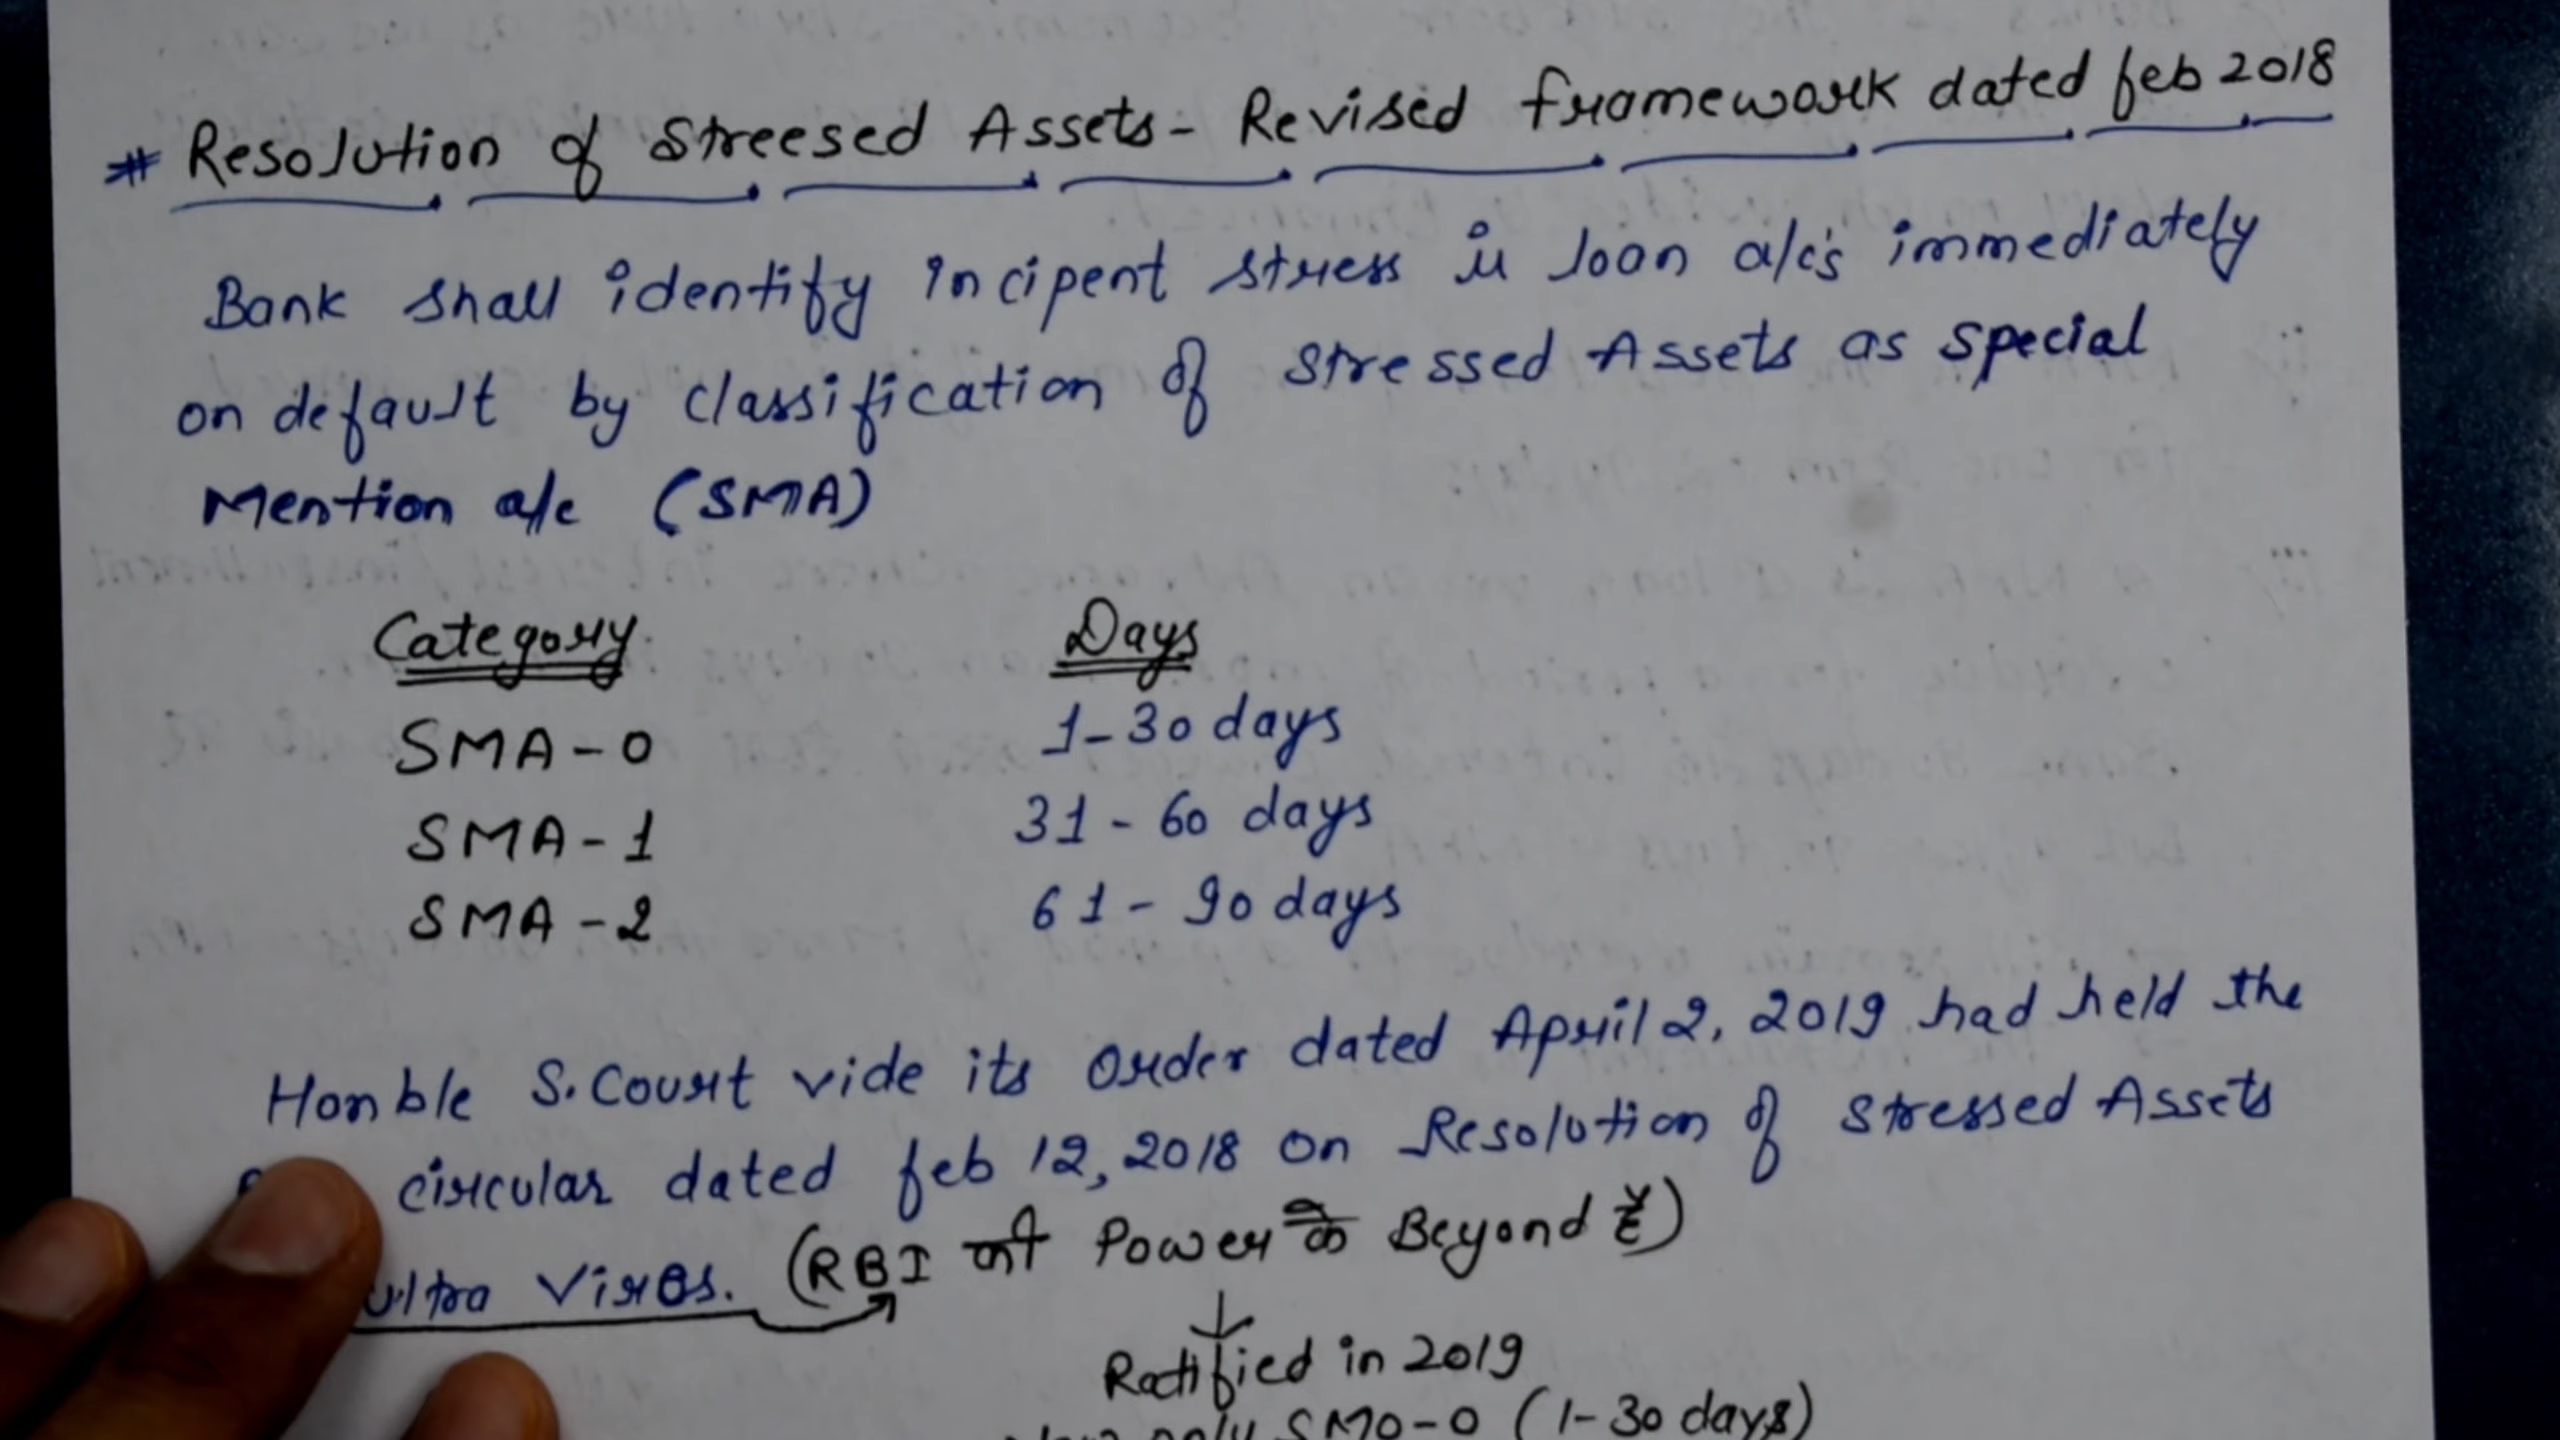 # Resolution of Streesed Assets - Revised framework dated feb 2018
Bank shall identify incipent stress in loan a/c's immediately
on default by classification of stressed Assets as special
Mention a/c (SMA)
Category Days
SMA-0 1-30 days
SMA-1 31-60 days
SMA-2 61-90 days
Honble S. Court vide its order dated April 2, 2019 had held the
circular dated feb 12, 2018 on Resolution of Stressed Assets
ultra Vires. (RBI की Power के Beyond है)
↓
Ratified in 2019
only SMO-0 (1-30 days)